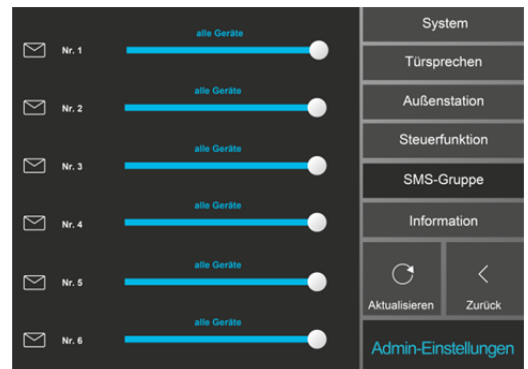 alle Geräte
Nr. 1
alle Geräte
Nr. 2
alle Geräte
Nr. 3
alle Geräte
Nr. 4
alle Geräte
Nr. 5
alle Geräte
Nr. 6
System
Türsprechen
Außenstation
Steuerfunktion
SMS-Gruppe
Information
Aktualisieren
Zurück
Admin-Einstellungen